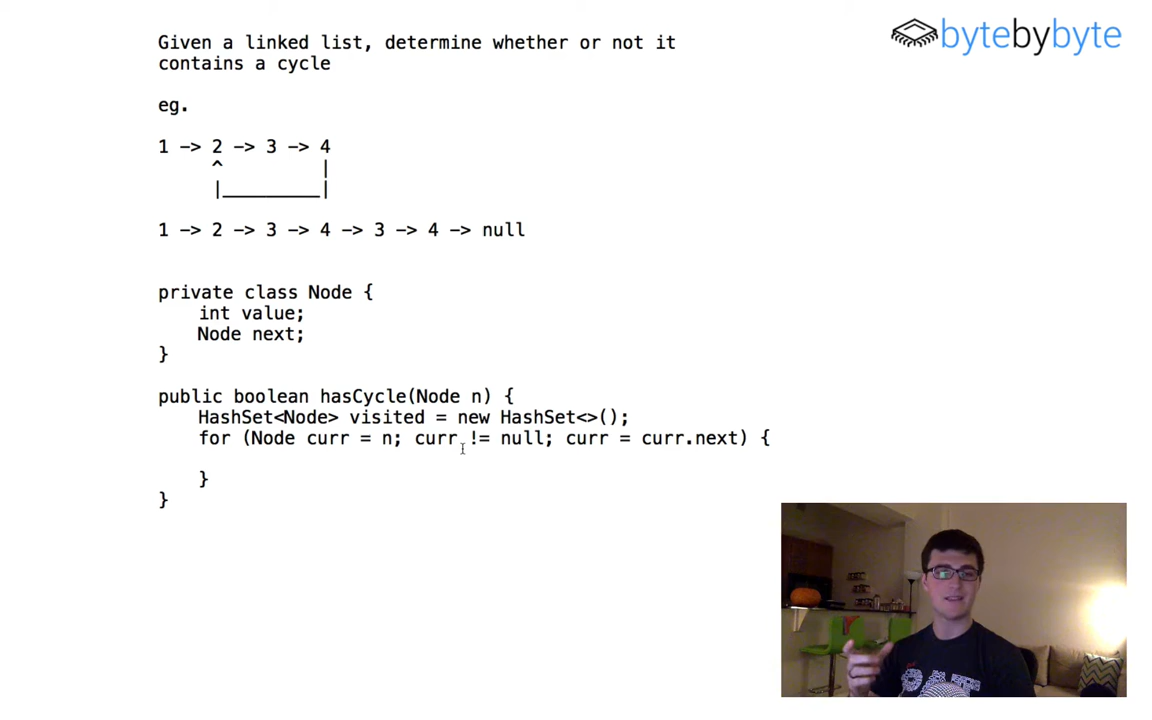 Given a linked list, determine whether or not it
contains a cycle
bytebybyte
eg.
1 -> 2 -> 3 -> 4
^ |
|_________|
1 -> 2 -> 3 -> 4 -> 3 -> 4 -> null
private class Node {
int value;
Node next;
}
public boolean hasCycle(Node n) {
HashSet<Node> visited = new HashSet<>();
for (Node curr = n; curr != null; curr = curr.next) {
}
}